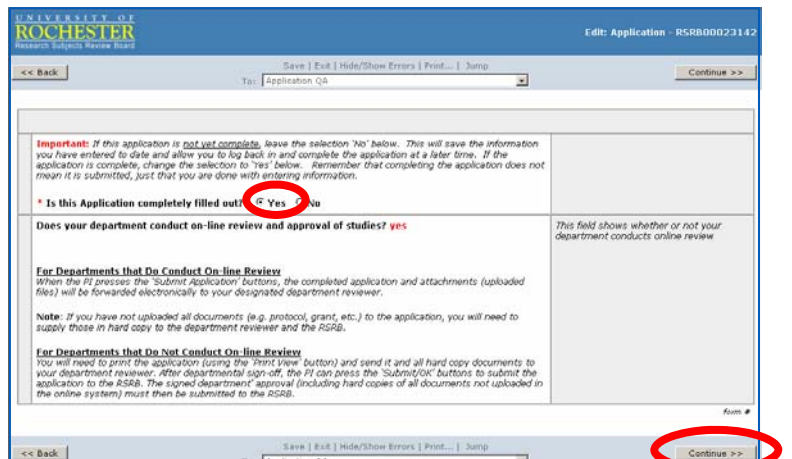 UNIVERSITY OF
ROCHESTER
Research Subjects Review Board
Edit: Application - RSRB00023142
<< Back
Save | Exit | Hide/Show Errors | Print... | Jump
To: Application QA
Continue >>
Important: If this application is not yet complete, leave the selection 'No' below. This will save the information
you have entered to date and allow you to log back in and complete the application at a later time. If the
application is complete, change the selection to 'Yes' below. Remember that completing the application does not
mean it is submitted, just that you are done with entering information.
* Is this Application completely filled out? Yes No
Does your department conduct on-line review and approval of studies? yes
This field shows whether or not your
department conducts online review
For Departments that Do Conduct On-line Review
When the PI presses the 'Submit Application' buttons, the completed application and attachments (uploaded
files) will be forwarded electronically to your designated department reviewer.
Note: If you have not uploaded all documents (e.g. protocol, grant, etc.) to the application, you will need to
supply those in hard copy to the department reviewer and the RSRB.
For Departments that Do Not Conduct On-line Review
You will need to print the application (using the 'Print View' button) and send it and all hard copy documents to
your department reviewer. After departmental sign-off, the PI can press the 'Submit/OK' buttons to submit the
application to the RSRB. The signed department' approval (including hard copies of all documents not uploaded in
the online system) must then be submitted to the RSRB.
form #
<< Back
Save | Exit | Hide/Show Errors | Print... | Jump
Continue >>